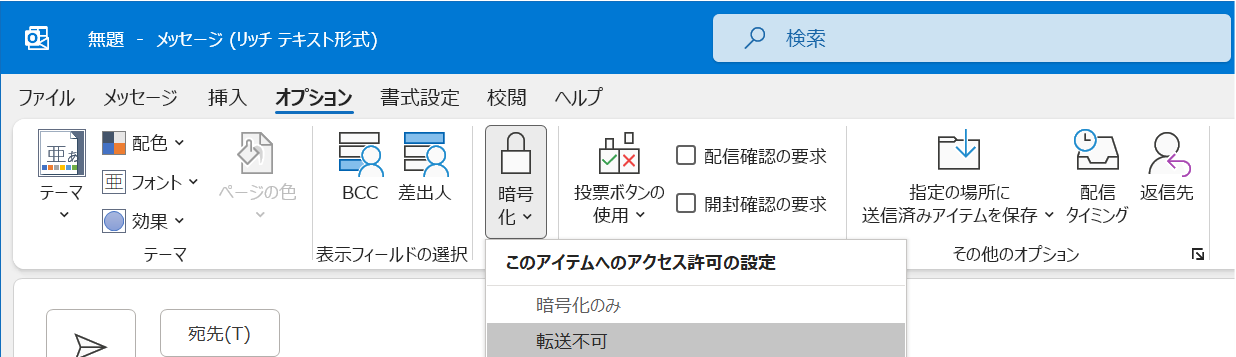 無題 - メッセージ (リッチ テキスト形式)
検索
ファイル メッセージ 挿入 オプション 書式設定 校閲 ヘルプ
亜ぁ
テーマ
配色
亜 フォント
効果
ページの色
テーマ
BCC
差出人
表示フィールドの選択
暗号
化
投票ボタンの
使用
配信確認の要求
開封確認の要求
指定の場所に
送信済みアイテムを保存
配信
タイミング
返信先
その他のオプション
このアイテムへのアクセス許可の設定
暗号化のみ
転送不可
宛先(T)